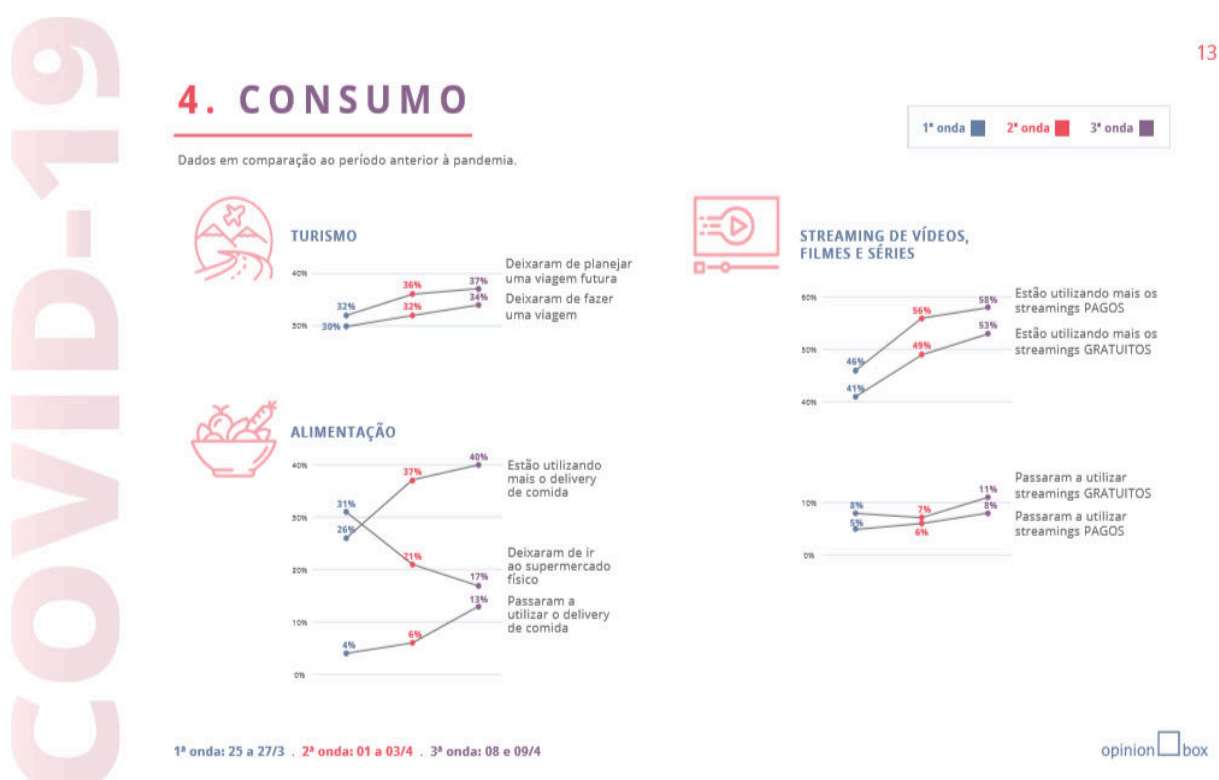 COVID-19
13
4. CONSUMO
1ª onda 2ª onda 3ª onda
Dados em comparação ao período anterior à pandemia.
TURISMO
40%
30%
32%
36%
37%
30%
32%
34%
Deixaram de planejar
uma viagem futura
Deixaram de fazer
uma viagem
ALIMENTAÇÃO
40%
30%
20%
10%
0%
26%
37%
40%
31%
21%
17%
4%
6%
13%
Estão utilizando
mais o delivery
de comida
Deixaram de ir
ao supermercado
físico
Passaram a
utilizar o delivery
de comida
STREAMING DE VÍDEOS,
FILMES E SÉRIES
60%
50%
40%
46%
56%
58%
41%
49%
53%
Estão utilizando mais os
streamings PAGOS
Estão utilizando mais os
streamings GRATUITOS
10%
0%
8%
7%
11%
5%
6%
8%
Passaram a utilizar
streamings GRATUITOS
Passaram a utilizar
streamings PAGOS
1ª onda: 25 a 27/3 . 2ª onda: 01 a 03/4 . 3ª onda: 08 e 09/4
opinion box